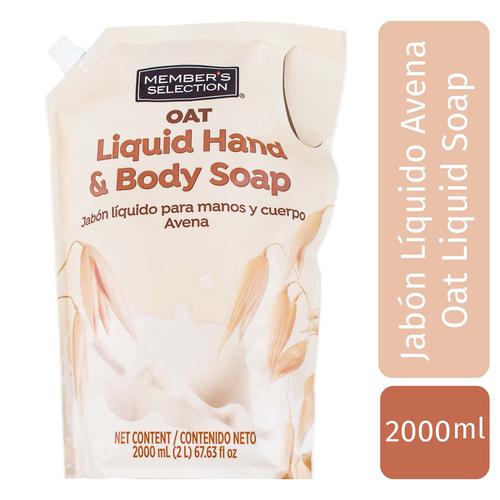 MEMBER'S
SELECTION®
OAT
Liquid Hand
& Body Soap
Jabón líquido para manos y cuerpo
Avena
NET CONTENT / CONTENIDO NETO
2000 mL (2 L) 67.63 fl oz
Jabón Líquido Avena
Oat Liquid Soap
2000ml